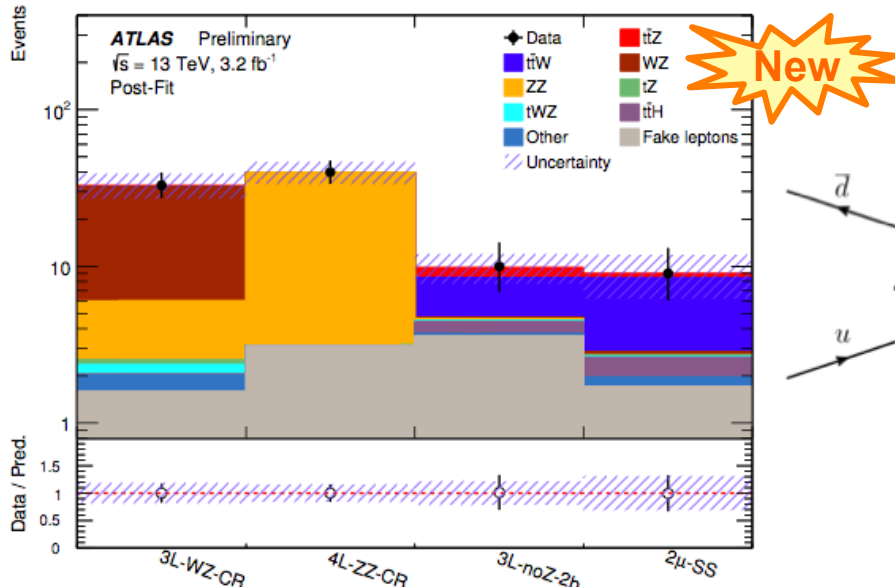 Events
ATLAS Preliminary
√s = 13 TeV, 3.2 fb⁻¹
Post-Fit
Data
tt̄Z
tt̄W
WZ
ZZ
tZ
tWZ
tt̄H
Other
Fake leptons
Uncertainty
New
10²
10
1
d̄
u
Data / Pred.
1.5
1
0.5
0
3L-WZ-CR
4L-ZZ-CR
3L-noZ-2b
2μ-SS